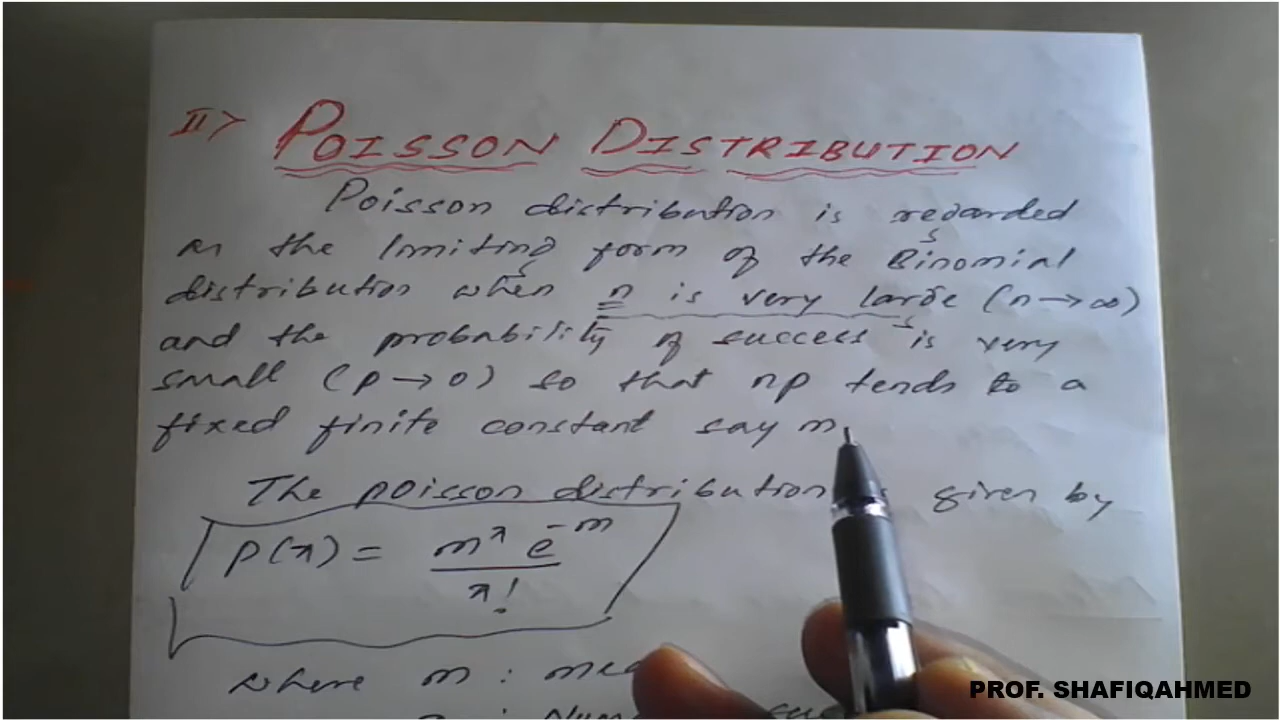 II> POISSON DISTRIBUTION
Poisson distribution is regarded
as the limiting form of the Binomial
distribution when n is very large (n→∞)
and the probability of success is very
small (p→0) so that np tends to a
fixed finite constant say m.
The poisson distribution given by
P(x) = m^x e^-m / x!
where m : mea
: Num suc
PROF. SHAFIQAHMED